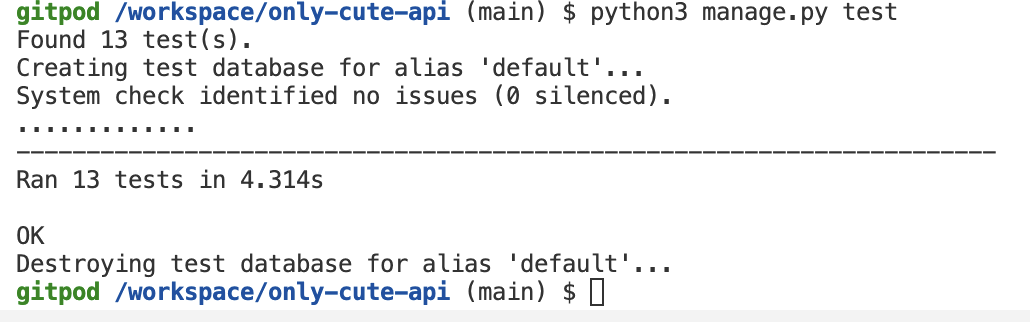 gitpod /workspace/only-cute-api (main) $ python3 manage.py test
Found 13 test(s).
Creating test database for alias 'default'...
System check identified no issues (0 silenced).
.............
----------------------------------------------------------------------
Ran 13 tests in 4.314s
OK
Destroying test database for alias 'default'...
gitpod /workspace/only-cute-api (main) $